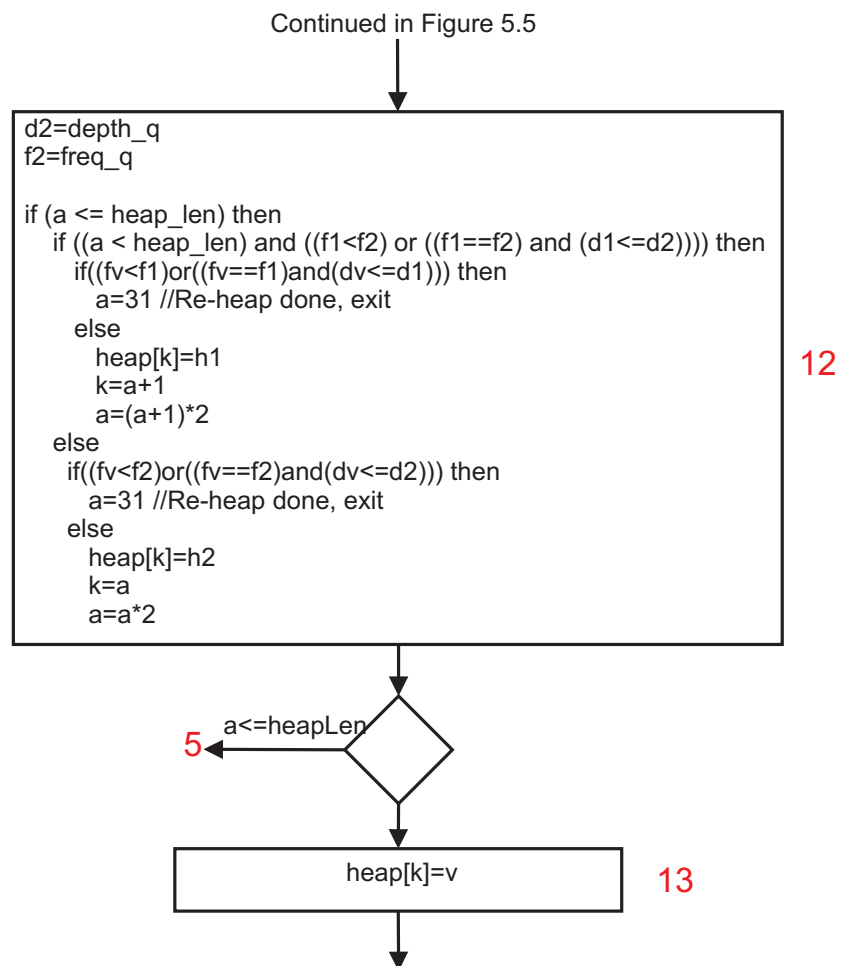 Continued in Figure 5.5
d2=depth_q
f2=freq_q
if (a <= heap_len) then
if ((a < heap_len) and ((f1<f2) or ((f1==f2) and (d1<=d2)))) then
if((fv<f1)or((fv==f1)and(dv<=d1))) then
a=31 //Re-heap done, exit
else
heap[k]=h1
k=a+1
a=(a+1)*2
else
if((fv<f2)or((fv==f2)and(dv<=d2))) then
a=31 //Re-heap done, exit
else
heap[k]=h2
k=a
a=a*2
12
a<=heapLen
5
heap[k]=v
13